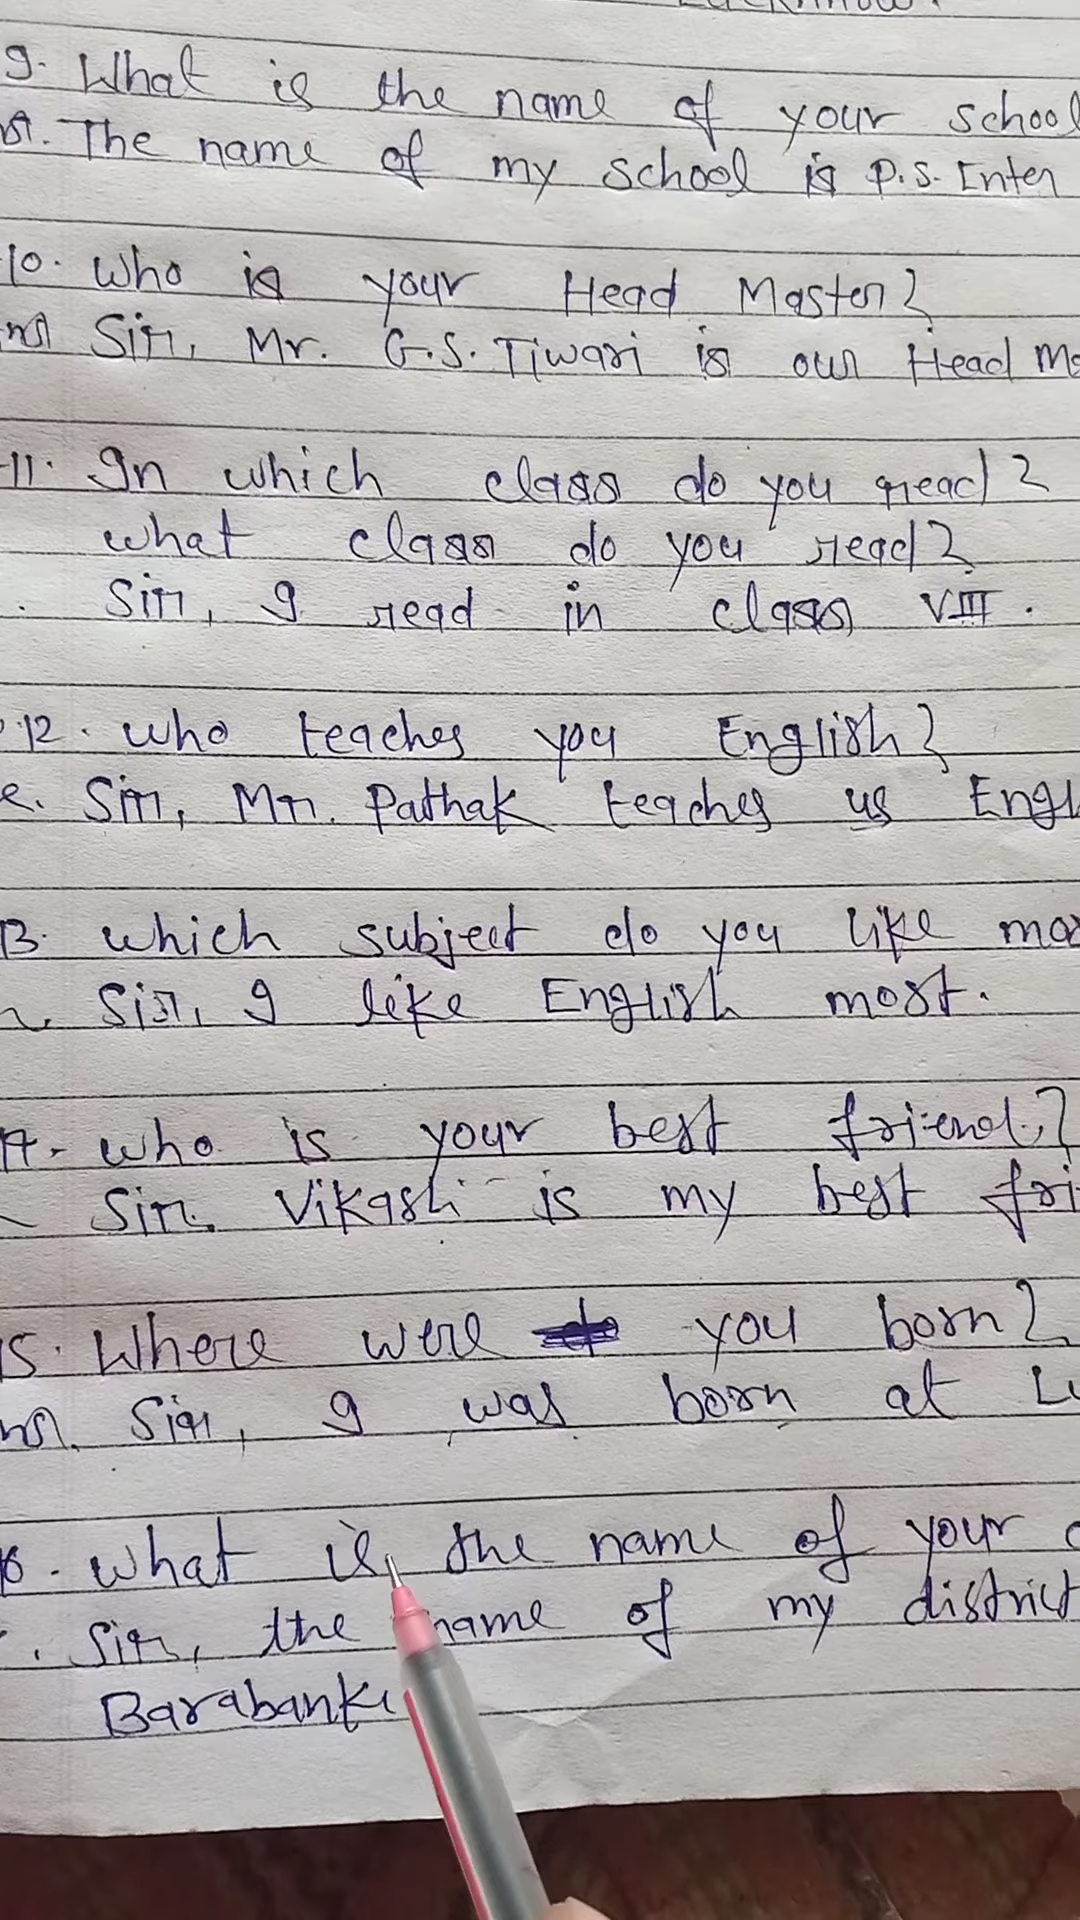 9. What is the name of your school
The name of my school is P.S. Inter
10. Who is your Head Master?
Sir, Mr. G.S. Tiwari is our Head
11. In which class do you read?
what class do you read?
Sir, I read in class VIII.
12. who teaches you English?
Sir, Mr. Pathak teaches us Engl
13. which subject do you like
Sir, I like English most.
who is your best friend?
Sir. Vikash is my best fri
15. Where were you born?
Sir, I was born at
16. what is the name of your
Sir, the name of my district
Barabanki